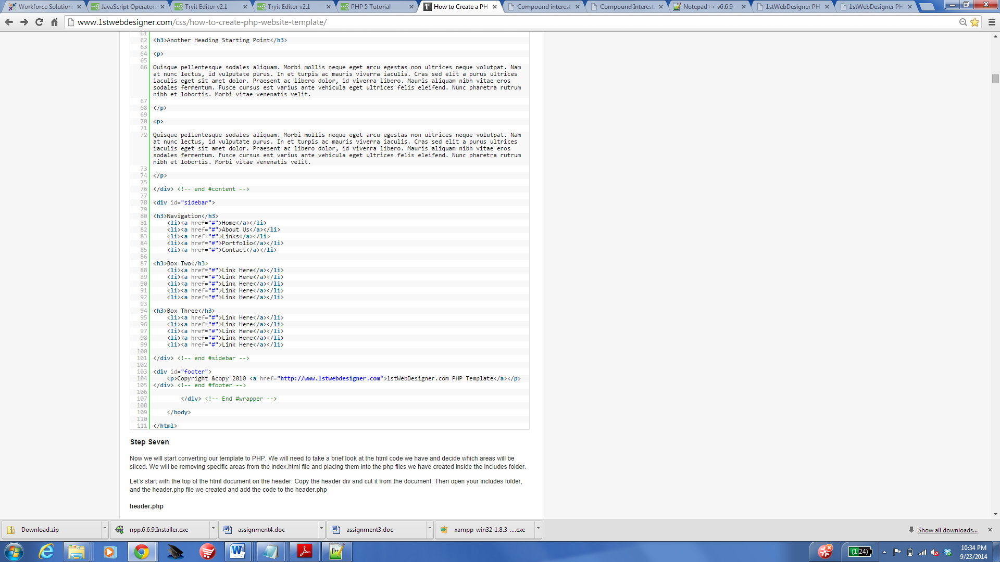 Workforce Solution
JavaScript Operator
Tryit Editor v2.1
Tryit Editor v2.1
PHP 5 Tutorial
How to Create a PH
Compound interest
Compound Interest
Notepad++ v6.6.9 -
1stWebDesigner PH
1stWebDesigner PH
www.1stwebdesigner.com/css/how-to-create-php-website-template/
61
62 <h3>Another Heading Starting Point</h3>
63
64 <p>
65
66 Quisque pellentesque sodales aliquam. Morbi mollis neque eget arcu egestas non ultrices neque volutpat. Nam
at nunc lectus, id vulputate purus. In et turpis ac mauris viverra iaculis. Cras sed elit a purus ultrices
iaculis eget sit amet dolor. Praesent ac libero dolor, id viverra libero. Mauris aliquam nibh vitae eros
sodales fermentum. Fusce cursus est varius ante vehicula eget ultrices felis eleifend. Nunc pharetra rutrum
nibh et lobortis. Morbi vitae venenatis velit.
67
68 </p>
69
70 <p>
71
72 Quisque pellentesque sodales aliquam. Morbi mollis neque eget arcu egestas non ultrices neque volutpat. Nam
at nunc lectus, id vulputate purus. In et turpis ac mauris viverra iaculis. Cras sed elit a purus ultrices
iaculis eget sit amet dolor. Praesent ac libero dolor, id viverra libero. Mauris aliquam nibh vitae eros
sodales fermentum. Fusce cursus est varius ante vehicula eget ultrices felis eleifend. Nunc pharetra rutrum
nibh et lobortis. Morbi vitae venenatis velit.
73
74 </p>
75
76 </div> <!-- end #content -->
77
78 <div id="sidebar">
79
80 <h3>Navigation</h3>
81 <li><a href="#">Home</a></li>
82 <li><a href="#">About Us</a></li>
83 <li><a href="#">Links</a></li>
84 <li><a href="#">Portfolio</a></li>
85 <li><a href="#">Contact</a></li>
86
87 <h3>Box Two</h3>
88 <li><a href="#">Link Here</a></li>
89 <li><a href="#">Link Here</a></li>
90 <li><a href="#">Link Here</a></li>
91 <li><a href="#">Link Here</a></li>
92 <li><a href="#">Link Here</a></li>
93
94 <h3>Box Three</h3>
95 <li><a href="#">Link Here</a></li>
96 <li><a href="#">Link Here</a></li>
97 <li><a href="#">Link Here</a></li>
98 <li><a href="#">Link Here</a></li>
99 <li><a href="#">Link Here</a></li>
100
101 </div> <!-- end #sidebar -->
102
103 <div id="footer">
104 <p>Copyright &copy 2010 <a href="http://www.1stwebdesigner.com">1stWebDesigner.com PHP Template</a></p>
105 </div> <!-- end #footer -->
106
107 </div> <!-- End #wrapper -->
108
109 </body>
110
111 </html>
Step Seven
Now we will start converting our template to PHP. We will need to take a brief look at the html code we have and decide which areas will be
sliced. We will be removing specific areas from the index.html file and placing them into the php files we have created inside the includes folder.
Let's start with the top of the html document on the header. Copy the header div and cut it from the document. Then open your includes folder,
and the header.php file we created and add the code to the header.php
header.php
Download.zip
npp.6.6.9.Installer.exe
assignment4.doc
assignment3.doc
xampp-win32-1.8.3-....exe
Show all downloads...
(1:24)
10:34 PM
9/23/2014